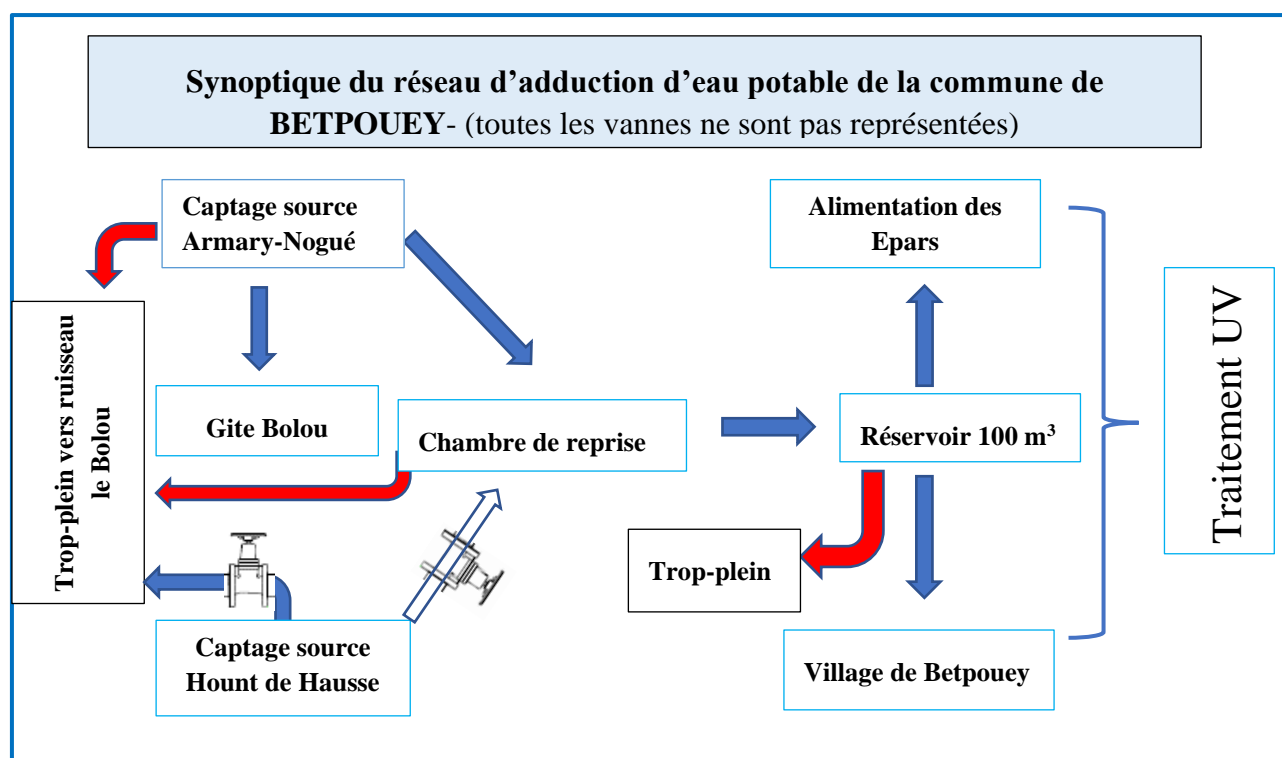 Synoptique du réseau d’adduction d’eau potable de la commune de
BETPOUEY- (toutes les vannes ne sont pas représentées)
Captage source
Armary-Nogué
Alimentation des
Epars
Trop-plein vers ruisseau
le Bolou
Gite Bolou
Chambre de reprise
Réservoir 100 m³
Traitement UV
Trop-plein
Captage source
Hount de Hausse
Village de Betpouey